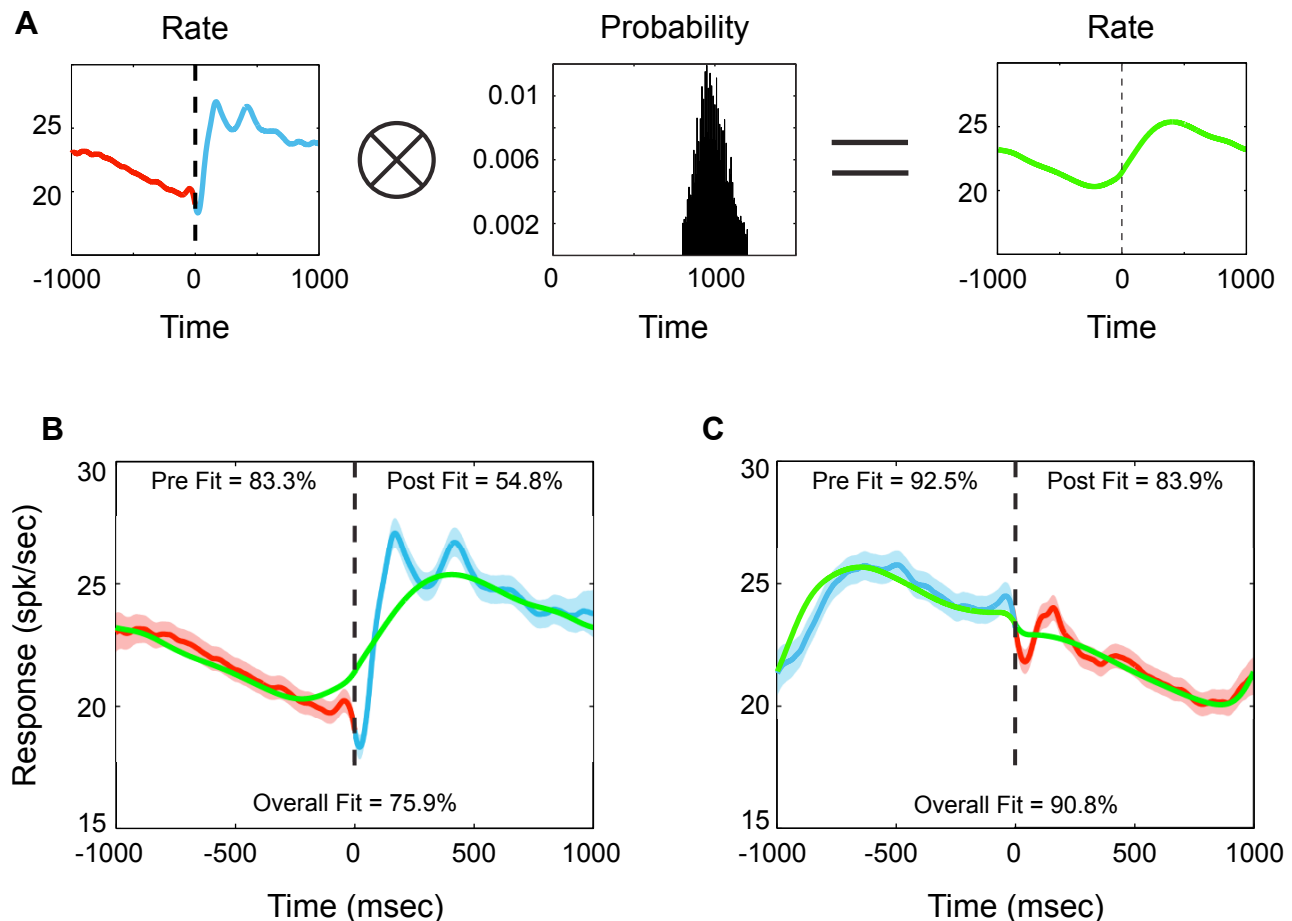 A
Rate
Probability
Rate
25
20
-1000 0 1000
Time
0.01
0.006
0.002
0 1000
Time
25
20
-1000 0 1000
Time
B
C
Response (spk/sec)
30
25
20
15
Pre Fit = 83.3% Post Fit = 54.8%
Overall Fit = 75.9%
-1000 -500 0 500 1000
Time (msec)
30
25
20
15
Pre Fit = 92.5% Post Fit = 83.9%
Overall Fit = 90.8%
-1000 -500 0 500 1000
Time (msec)